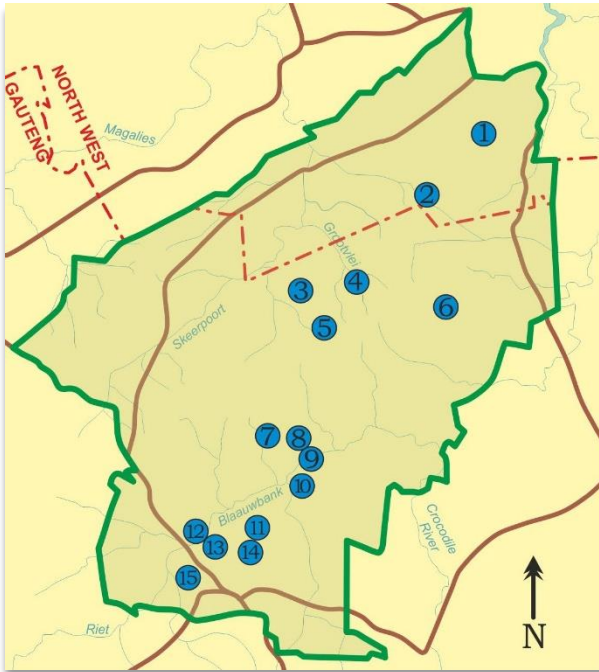 NORTH WEST
GAUTENG
Magalies
1
2
Grootvlei
3
4
5
6
Skeerpoort
7
8
9
10
Blaauwbank
11
12
13
14
15
Crocodile
River
Riet
N